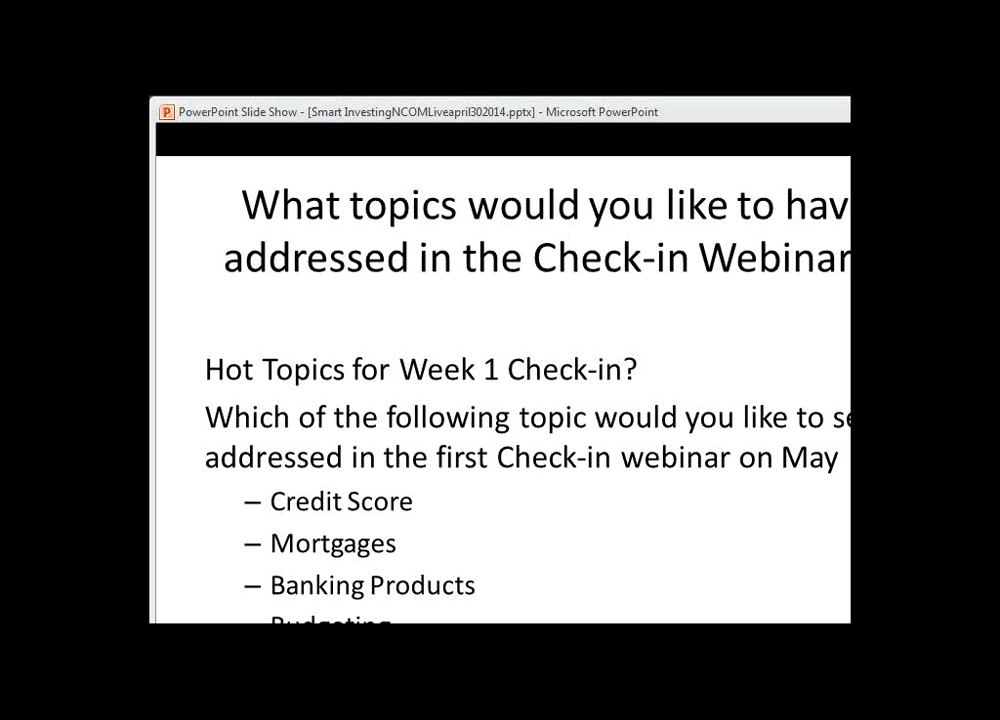 PowerPoint Slide Show - [Smart InvestingNCOMLiveapril302014.pptx] - Microsoft PowerPoint
What topics would you like to hav
addressed in the Check-in Webinar
Hot Topics for Week 1 Check-in?
Which of the following topic would you like to se
addressed in the first Check-in webinar on May
– Credit Score
– Mortgages
– Banking Products
Budgeting